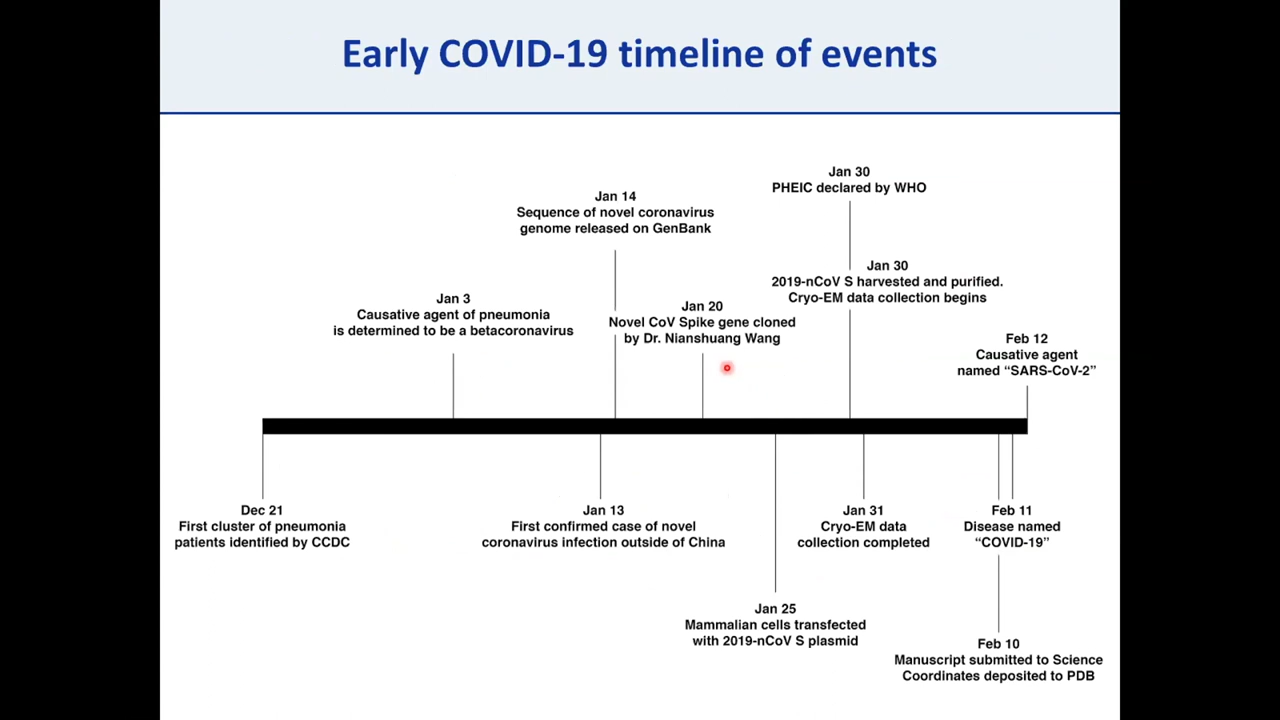 Early COVID-19 timeline of events
Jan 30
PHEIC declared by WHO
Jan 14
Sequence of novel coronavirus
genome released on GenBank
Jan 30
2019-nCoV S harvested and purified.
Cryo-EM data collection begins
Jan 3
Causative agent of pneumonia
is determined to be a betacoronavirus
Jan 20
Novel CoV Spike gene cloned
by Dr. Nianshuang Wang
Feb 12
Causative agent
named “SARS-CoV-2”
Dec 21
First cluster of pneumonia
patients identified by CCDC
Jan 13
First confirmed case of novel
coronavirus infection outside of China
Jan 31
Cryo-EM data
collection completed
Feb 11
Disease named
“COVID-19”
Jan 25
Mammalian cells transfected
with 2019-nCoV S plasmid
Feb 10
Manuscript submitted to Science
Coordinates deposited to PDB